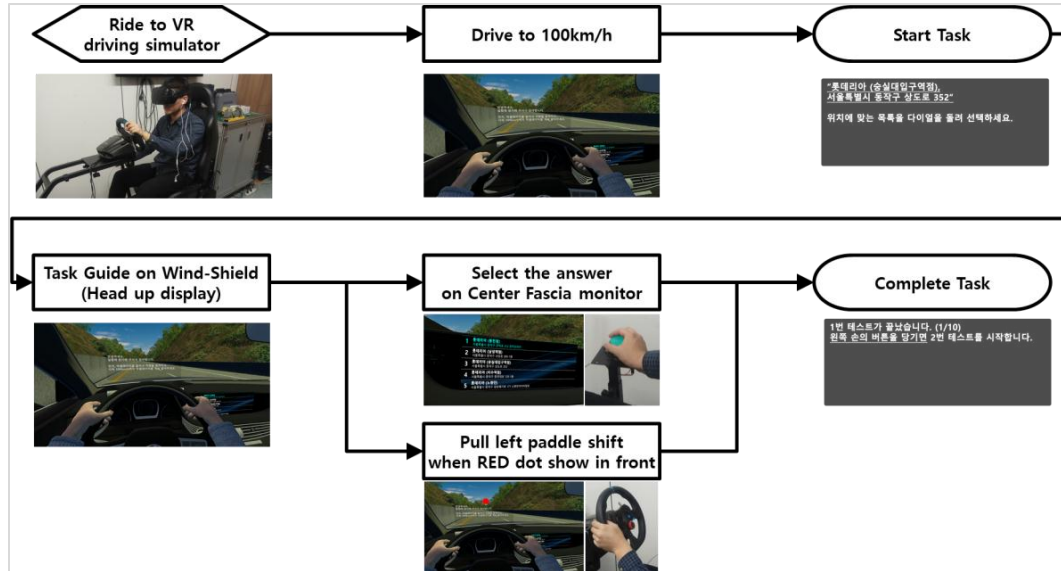 Ride to VR
driving simulator
Drive to 100km/h
Start Task
"롯데리아 (숭실대입구역점),
서울특별시 동작구 상도로 352"
위치에 맞는 목록을 다이얼을 돌려 선택하세요.
Task Guide on Wind-Shield
(Head up display)
Select the answer
on Center Fascia monitor
1
2
3
4
5
Pull left paddle shift
when RED dot show in front
Complete Task
1번 테스트가 끝났습니다. (1/10)
왼쪽 손의 버튼을 당기면 2번 테스트를 시작합니다.